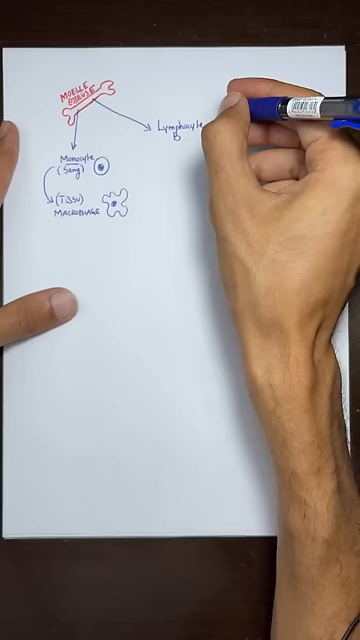 MOELLE
OSSEUSE
Lymphocyte
B
Monocyte
(Sang)
(Tissu)
MACROPHAGE